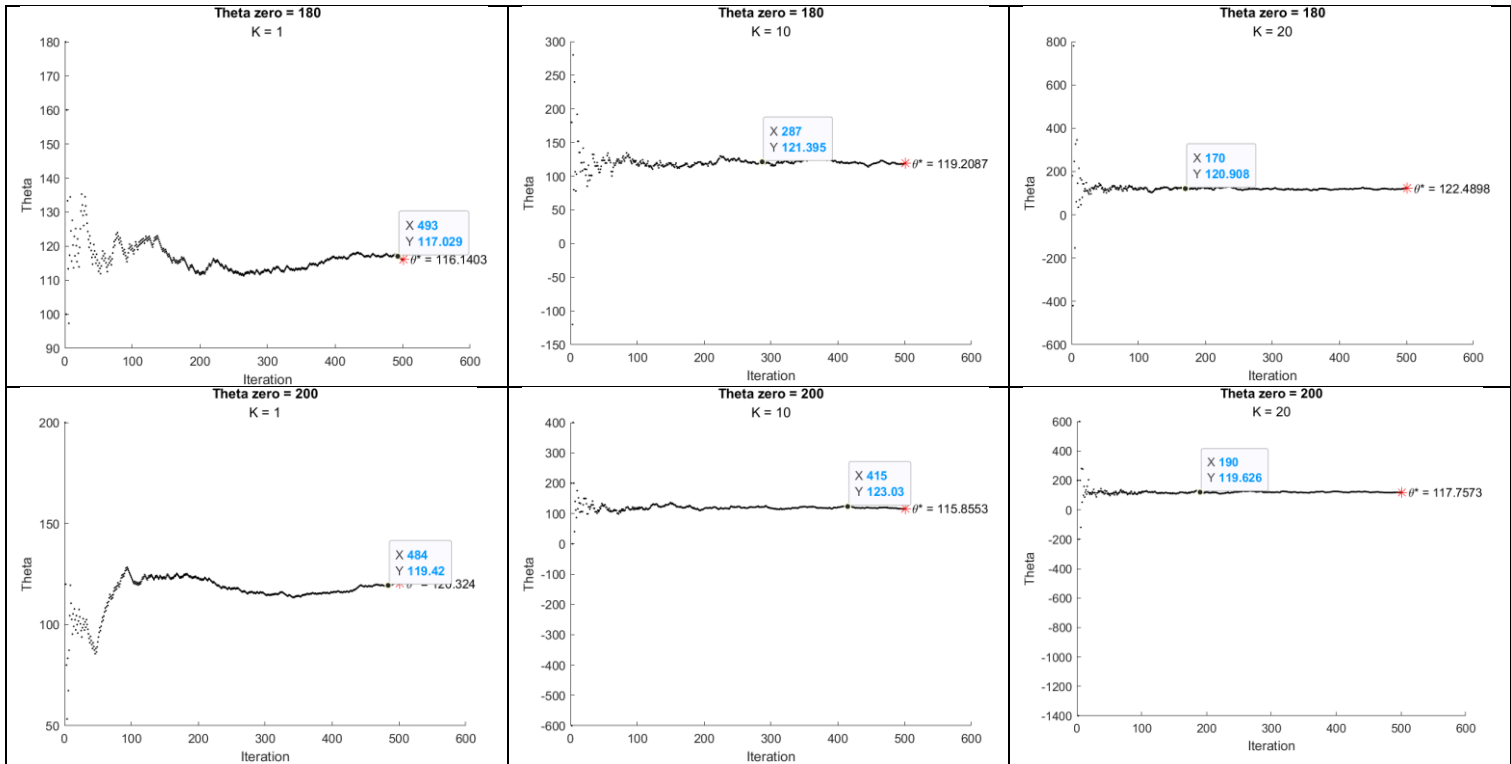 Theta zero = 180
K = 1
180
170
160
150
140
130
120
110
100
90
Theta
0
100
200
300
400
500
600
Iteration
X 493
Y 117.029
θ* = 116.1403
Theta zero = 180
K = 10
300
250
200
150
100
50
0
-50
-100
-150
Theta
0
100
200
300
400
500
600
Iteration
X 287
Y 121.395
θ* = 119.2087
Theta zero = 180
K = 20
800
600
400
200
0
-200
-400
-600
Theta
0
100
200
300
400
500
600
Iteration
X 170
Y 120.908
θ* = 122.4898
Theta zero = 200
K = 1
200
150
100
50
Theta
0
100
200
300
400
500
600
Iteration
X 484
Y 119.42
θ* = 120.324
Theta zero = 200
K = 10
400
300
200
100
0
-100
-200
-300
-400
-500
-600
Theta
0
100
200
300
400
500
600
Iteration
X 415
Y 123.03
θ* = 115.8553
Theta zero = 200
K = 20
600
400
200
0
-200
-400
-600
-800
-1000
-1200
-1400
Theta
0
100
200
300
400
500
600
Iteration
X 190
Y 119.626
θ* = 117.7573